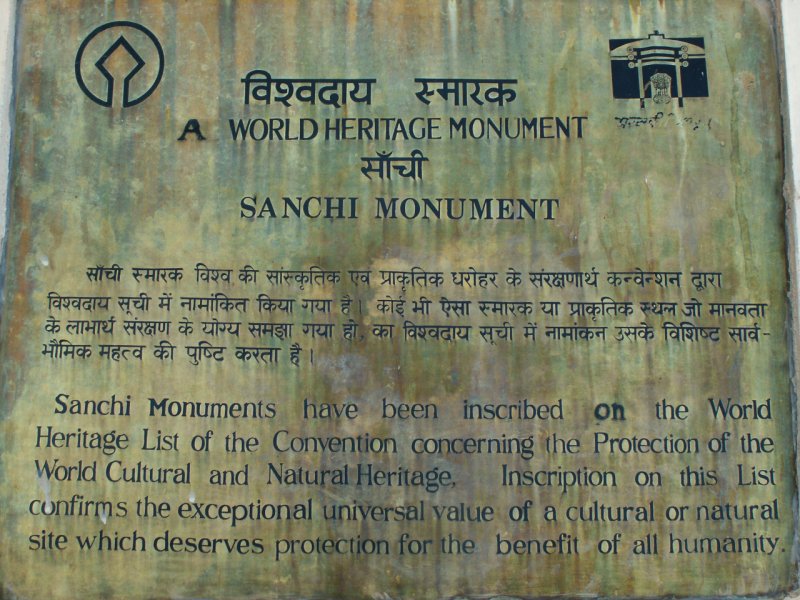 विश्वदाय स्मारक
A WORLD HERITAGE MONUMENT
साँची
SANCHI MONUMENT
साँची स्मारक विश्व की सांस्कृतिक एवं प्राकृतिक धरोहर के संरक्षणार्थ कन्वेन्शन द्वारा
विश्वदाय सूची में नामांकित किया गया है। कोई भी ऐसा स्मारक या प्राकृतिक स्थल जो मानवता
के लाभार्थ संरक्षण के योग्य समझा गया हो, का विश्वदाय सूची में नामांकन उसके विशिष्ट सार्व-
भौमिक महत्व की पुष्टि करता है।
Sanchi Monuments have been inscribed on the World
Heritage List of the Convention concerning the Protection of the
World Cultural and Natural Heritage. Inscription on this List
confirms the exceptional universal value of a cultural or natural
site which deserves protection for the benefit of all humanity.